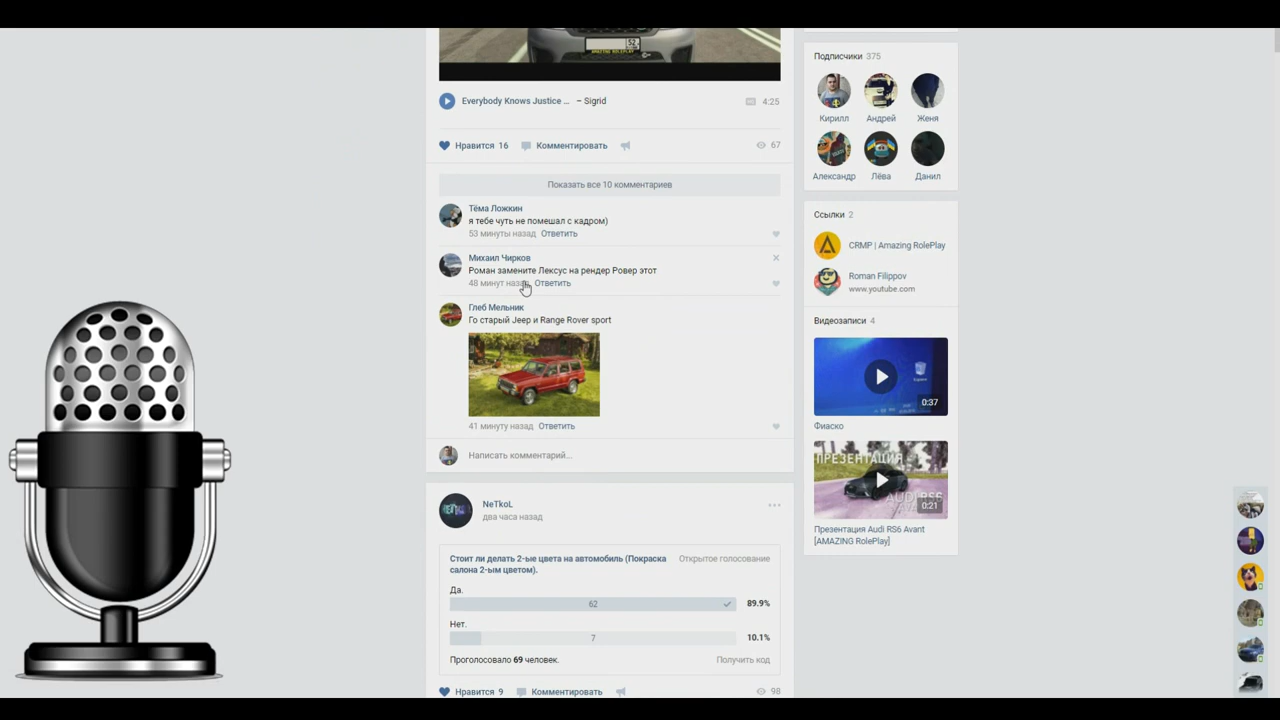 52
AMAZING ROLEPLAY
Everybody Knows Justice ... – Sigrid
HD 4:25
Нравится 16
Комментировать
67
Показать все 10 комментариев
Тёма Ложкин
я тебе чуть не помешал с кадром)
53 минуты назад Ответить
Михаил Чирков
Роман замените Лексус на рендер Ровер этот
48 минут назад Ответить
Глеб Мельник
Го старый Jeep и Range Rover sport
41 минуту назад Ответить
Написать комментарий...
NeTkoL
два часа назад
Стоит ли делать 2-ые цвета на автомобиль (Покраска
салона 2-ым цветом).
Открытое голосование
Да.
62
89.9%
Нет.
7
10.1%
Проголосовало 69 человек.
Получить код
Нравится 9
Комментировать
98
Подписчики 375
Кирилл Андрей Женя
Александр Лёва Данил
Ссылки 2
CRMP | Amazing RolePlay
Roman Filippov
www.youtube.com
Видеозаписи 4
0:37
Фиаско
ПРЕЗЕНТАЦИЯ
AUDI RS6
0:21
Презентация Audi RS6 Avant
[AMAZING RolePlay]